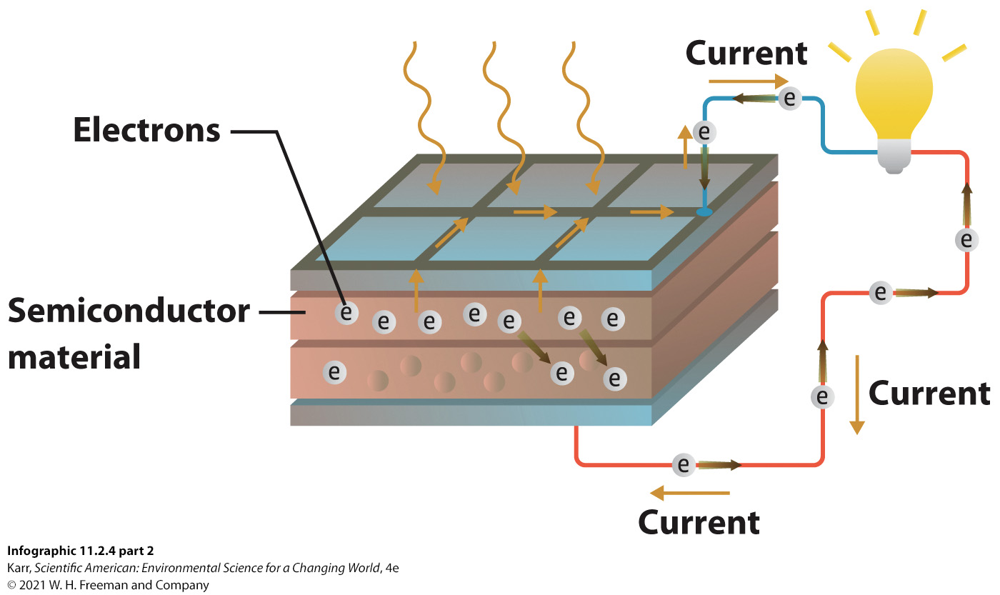 Current
Electrons
e
e
Semiconductor
material
e
e
e
e
e
e
e
e
e
e
e
e
e
Current
e
Current
Infographic 11.2.4 part 2
Karr, Scientific American: Environmental Science for a Changing World, 4e
© 2021 W. H. Freeman and Company